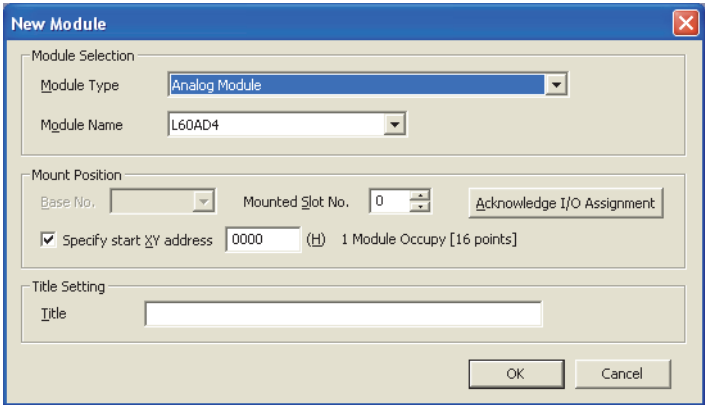 New Module
Module Selection
Module Type Analog Module
Module Name L60AD4
Mount Position
Base No. Mounted Slot No. 0 Acknowledge I/O Assignment
Specify start XY address 0000 (H) 1 Module Occupy [16 points]
Title Setting
Title
OK Cancel